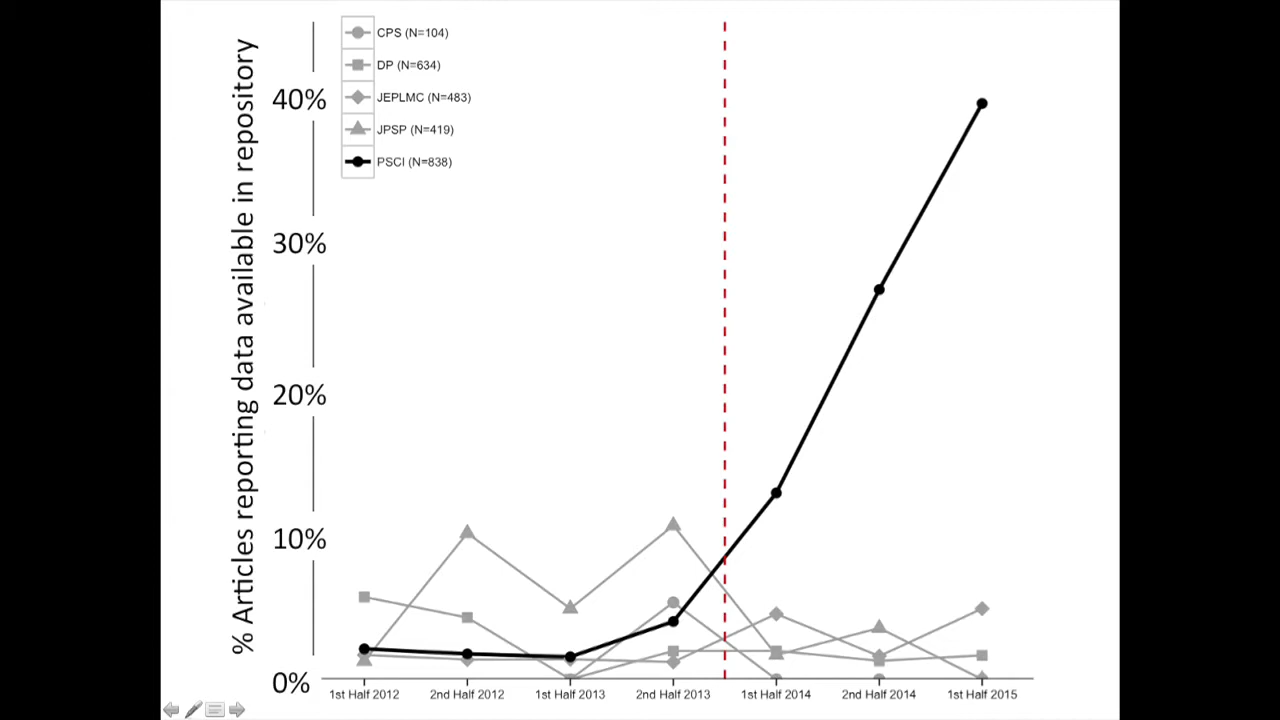 CPS (N=104)
DP (N=634)
JEPLMC (N=483)
JPSP (N=419)
PSCI (N=838)
% Articles reporting data available in repository
40%
30%
20%
10%
0%
1st Half 2012 2nd Half 2012 1st Half 2013 2nd Half 2013 1st Half 2014 2nd Half 2014 1st Half 2015